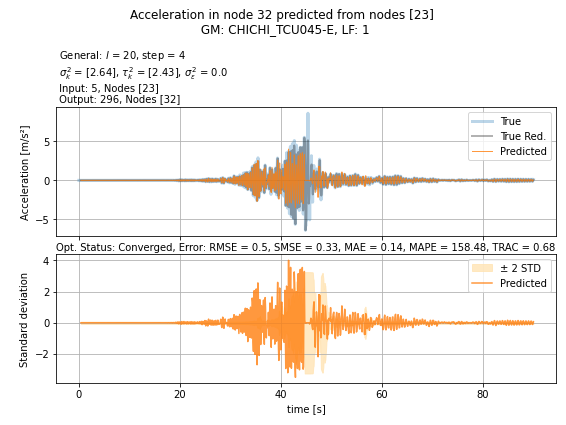 Acceleration in node 32 predicted from nodes [23]
GM: CHICHI_TCU045-E, LF: 1
General: l = 20, step = 4
σ²ₖ = [2.64], τ²ₖ = [2.43], σ²ε = 0.0
Input: 5, Nodes [23]
Output: 296, Nodes [32]
Acceleration [m/s²]
5
0
−5
True
True Red.
Predicted
Opt. Status: Converged, Error: RMSE = 0.5, SMSE = 0.33, MAE = 0.14, MAPE = 158.48, TRAC = 0.68
Standard deviation
4
2
0
−2
± 2 STD
Predicted
0 20 40 60 80
time [s]